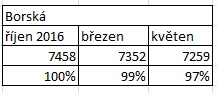 Borská
říjen 2016 březen květen
7458 7352 7259
100% 99% 97%